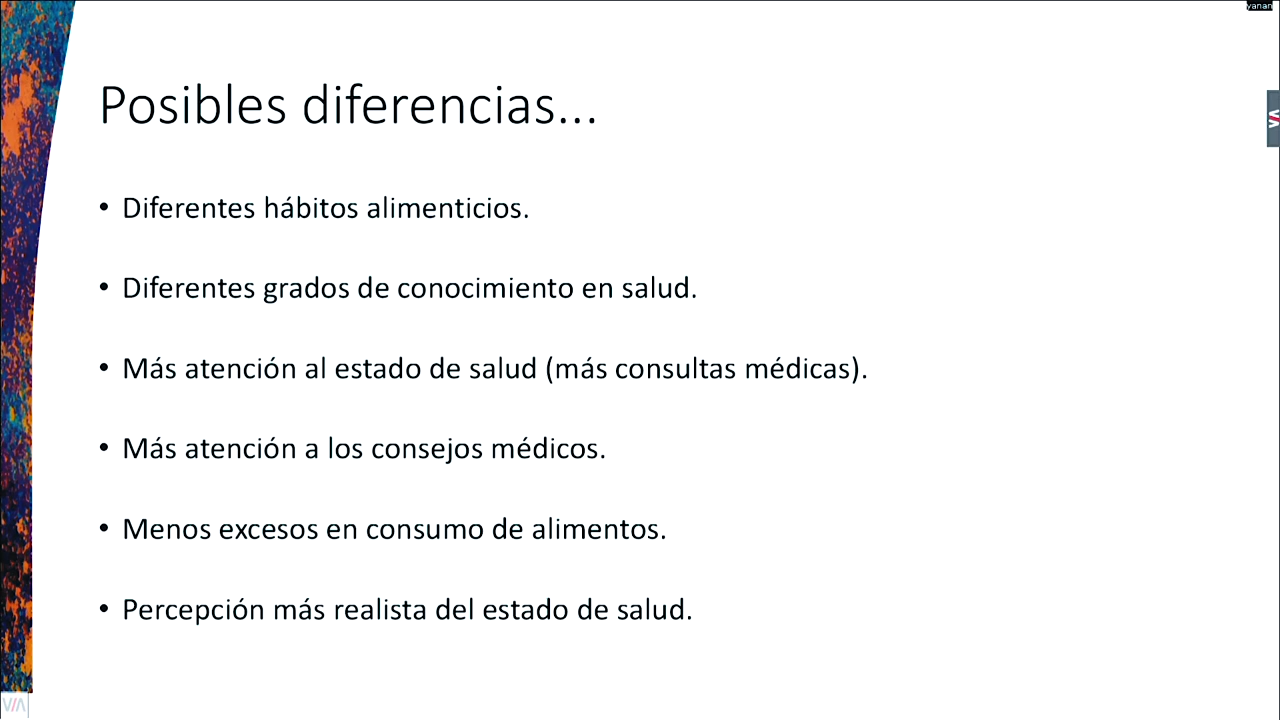 yanan
Posibles diferencias...
• Diferentes hábitos alimenticios.
• Diferentes grados de conocimiento en salud.
• Más atención al estado de salud (más consultas médicas).
• Más atención a los consejos médicos.
• Menos excesos en consumo de alimentos.
• Percepción más realista del estado de salud.
VIA